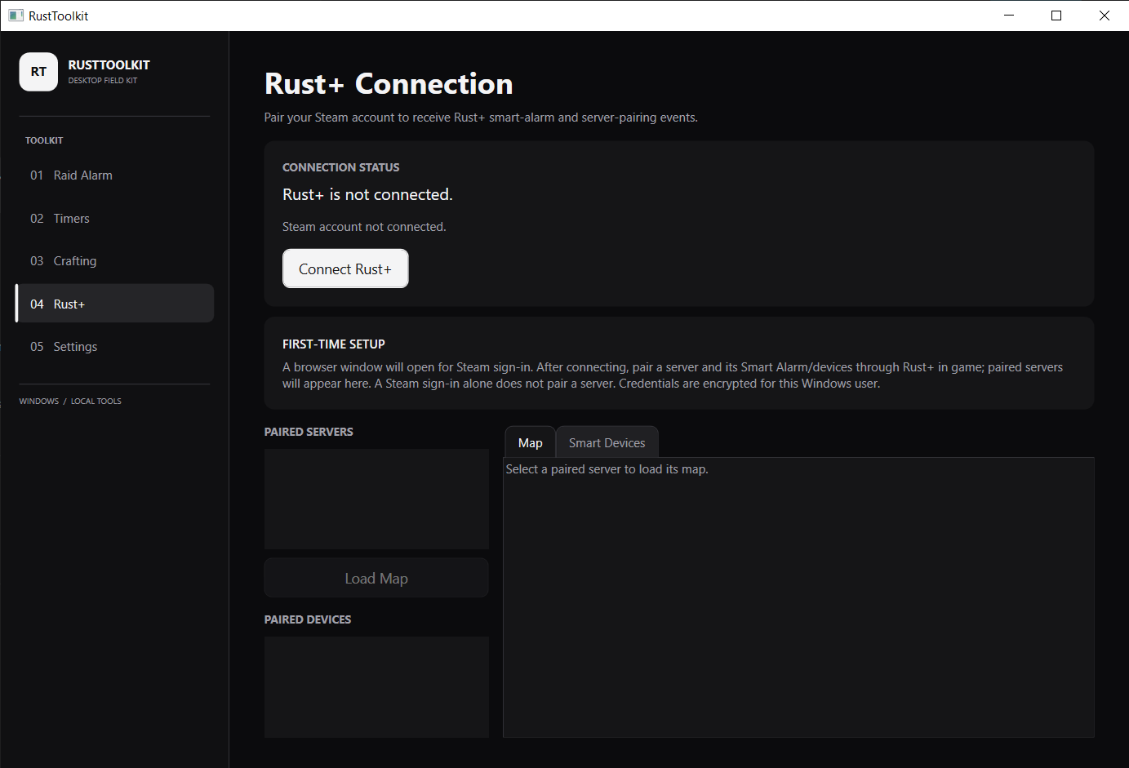 RustToolkit
RT
RUSTTOOLKIT
DESKTOP FIELD KIT
TOOLKIT
01 Raid Alarm
02 Timers
03 Crafting
04 Rust+
05 Settings
WINDOWS / LOCAL TOOLS
Rust+ Connection
Pair your Steam account to receive Rust+ smart-alarm and server-pairing events.
CONNECTION STATUS
Rust+ is not connected.
Steam account not connected.
Connect Rust+
FIRST-TIME SETUP
A browser window will open for Steam sign-in. After connecting, pair a server and its Smart Alarm/devices through Rust+ in game; paired servers
will appear here. A Steam sign-in alone does not pair a server. Credentials are encrypted for this Windows user.
PAIRED SERVERS
Load Map
PAIRED DEVICES
Map Smart Devices
Select a paired server to load its map.